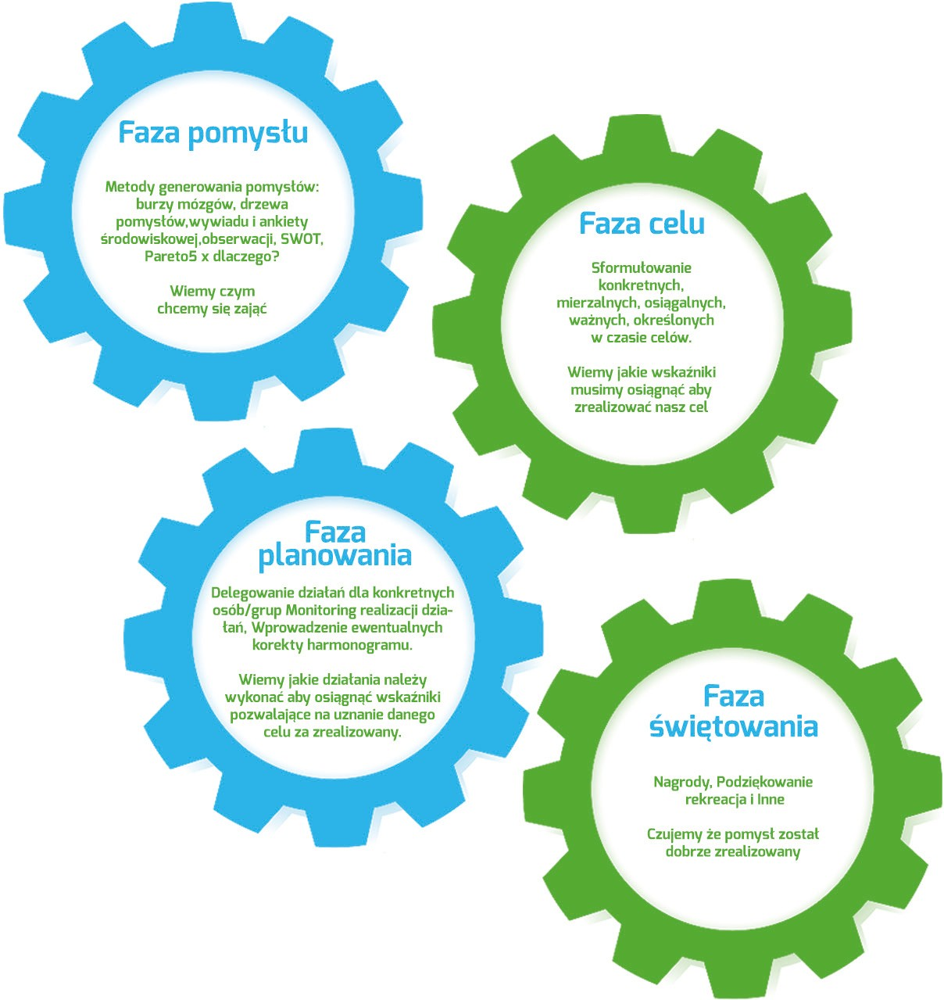 Faza pomysłu
Metody generowania pomysłów:
burzy mózgów, drzewa
pomysłów,wywiadu i ankiety
środowiskowej,obserwacji, SWOT,
Pareto5 x dlaczego?
Wiemy czym
chcemy się zająć
Faza celu
Sformułowanie
konkretnych,
mierzalnych, osiągalnych,
ważnych, określonych
w czasie celów.
Wiemy jakie wskaźniki
musimy osiągnąć aby
zrealizować nasz cel
Faza
planowania
Delegowanie działań dla konkretnych
osób/grup Monitoring realizacji dzia-
łań, Wprowadzenie ewentualnych
korekty harmonogramu.
Wiemy jakie działania należy
wykonać aby osiągnąć wskaźniki
pozwalające na uznanie danego
celu za zrealizowany.
Faza
świętowania
Nagrody, Podziękowanie
rekreacja i Inne
Czujemy że pomysł został
dobrze zrealizowany